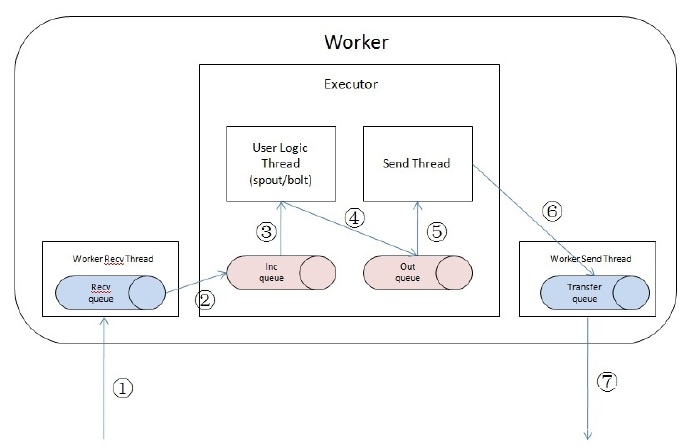 Worker
Executor
User Logic
Thread
(spout/bolt)
Send Thread
⑥
③
④
⑤
Worker Recv Thread
Recv
queue
②
Inc
queue
Out
queue
Worker Send Thread
Transfer
queue
①
⑦